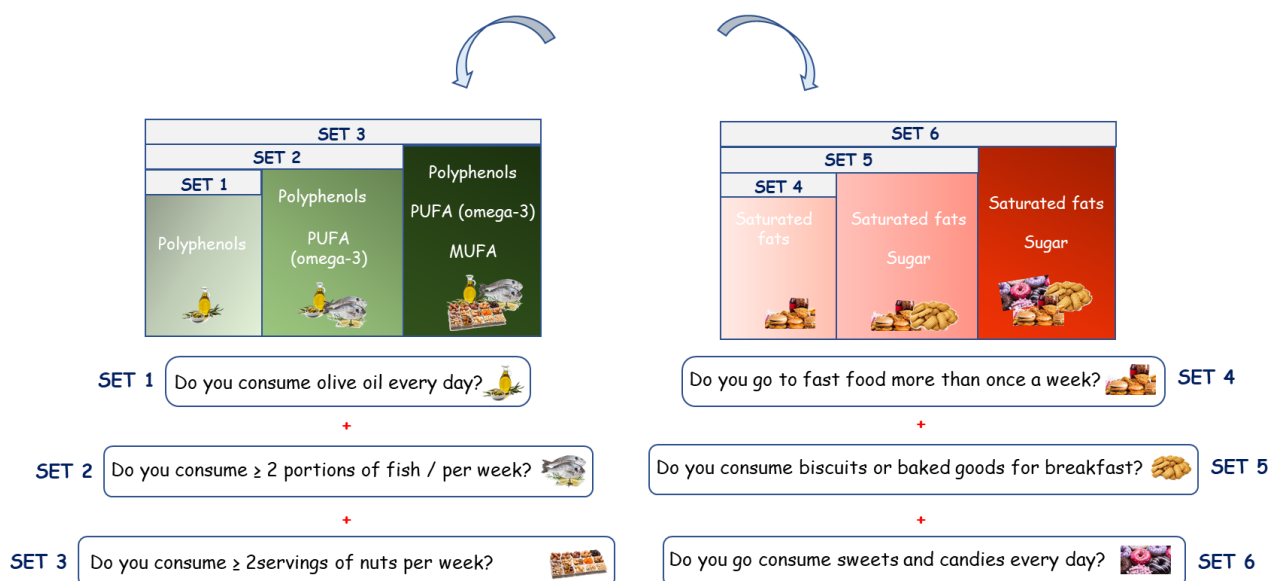 SET 3
SET 2
SET 1
Polyphenols
Polyphenols
PUFA
(omega-3)
Polyphenols
PUFA (omega-3)
MUFA
SET 6
SET 5
SET 4
Saturated
fats
Saturated fats
Sugar
Saturated fats
Sugar
SET 1 Do you consume olive oil every day?
+
SET 2 Do you consume ≥ 2 portions of fish / per week?
+
SET 3 Do you consume ≥ 2servings of nuts per week?
Do you go to fast food more than once a week? SET 4
+
Do you consume biscuits or baked goods for breakfast? SET 5
+
Do you go consume sweets and candies every day? SET 6